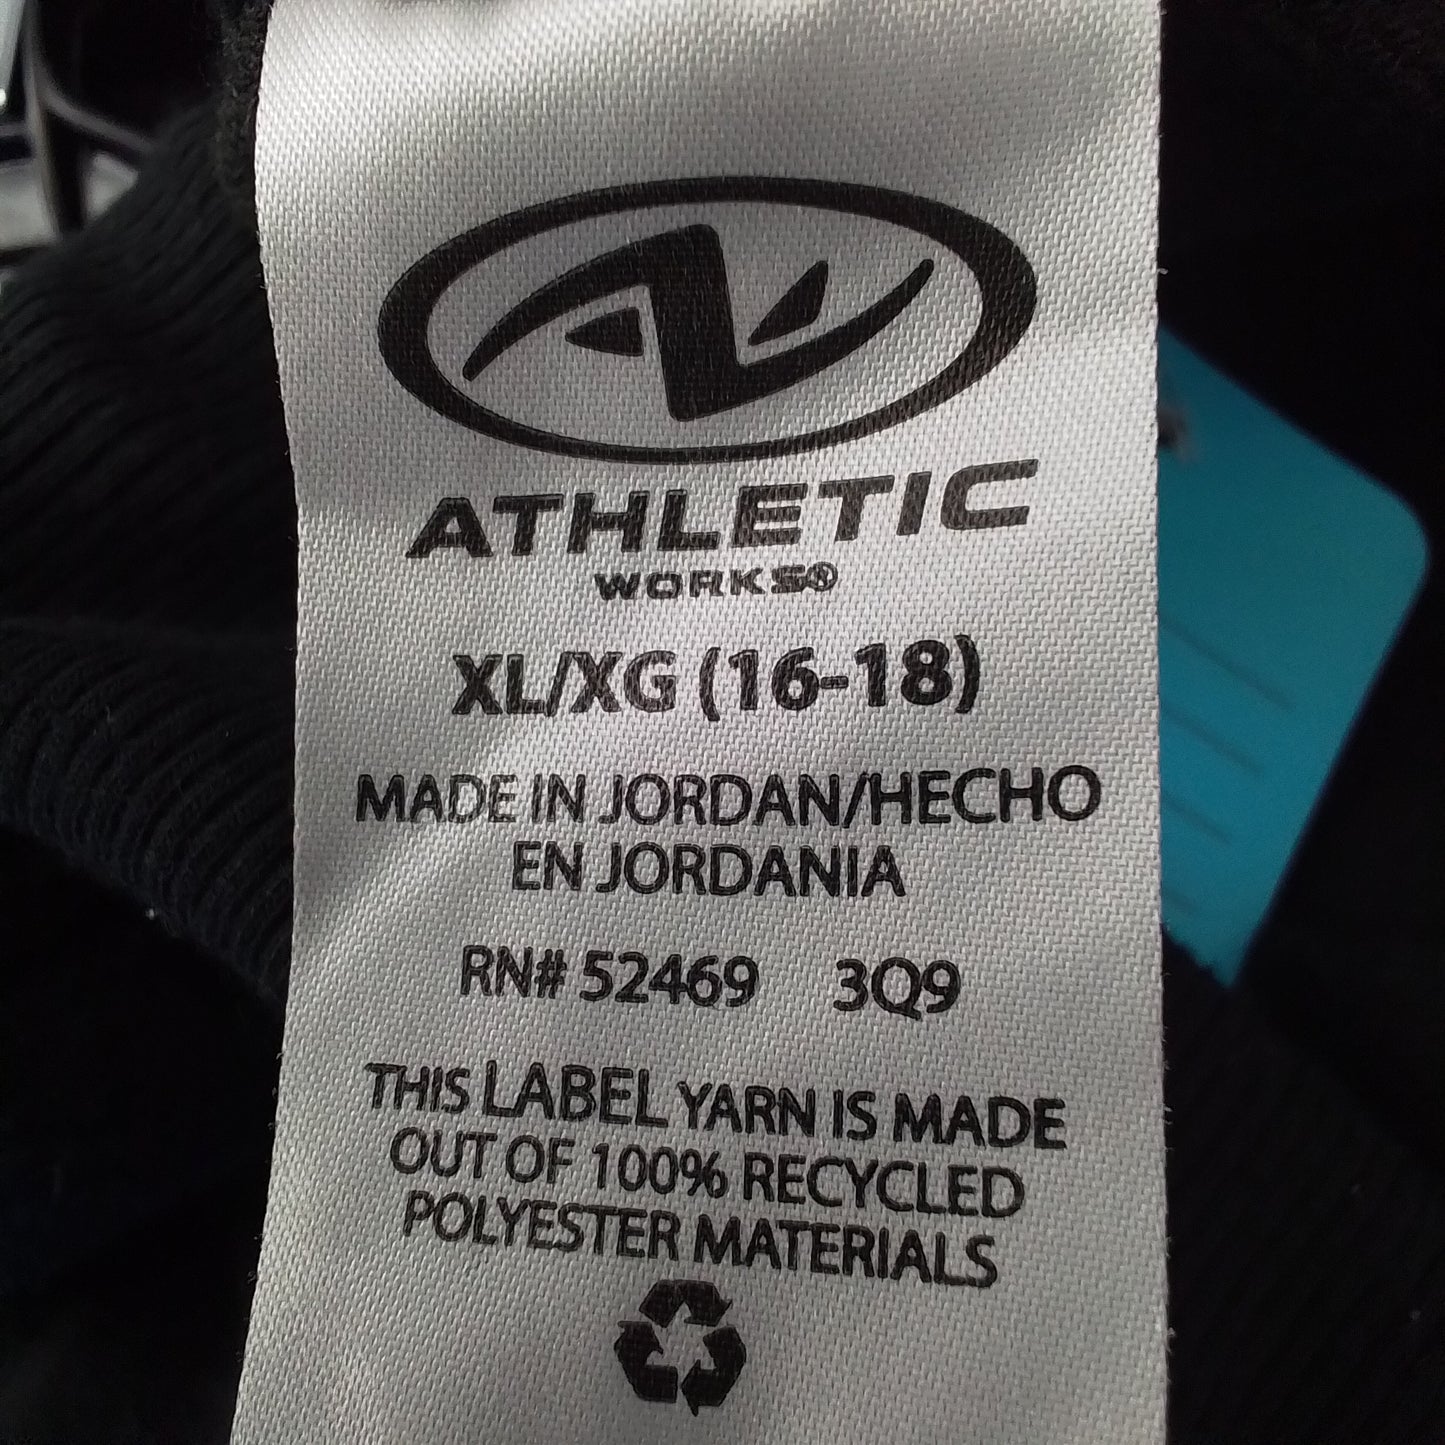 ATHLETIC
WORKS®
XL/XG (16-18)
MADE IN JORDAN/HECHO
EN JORDANIA
RN# 52469 3Q9
THIS LABEL YARN IS MADE
OUT OF 100% RECYCLED
POLYESTER MATERIALS